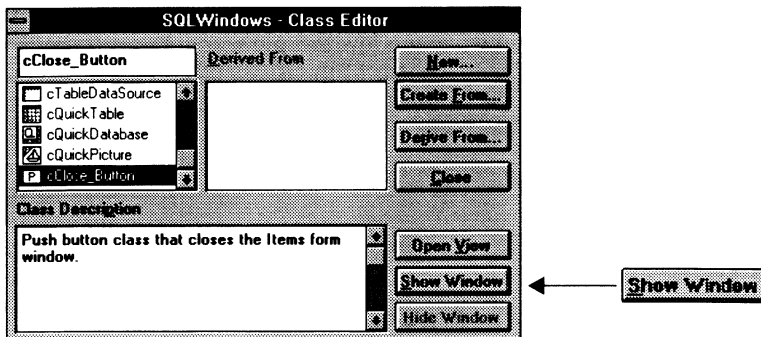 SQLWindows - Class Editor
cClose_Button
Derived From
New...
cTableDataSource
cQuickTable
cQuickDatabase
cQuickPicture
P cClose_Button
Create From...
Derive From...
Close
Class Description
Push button class that closes the Items form
window.
Open View
Show Window
Hide Window
Show Window